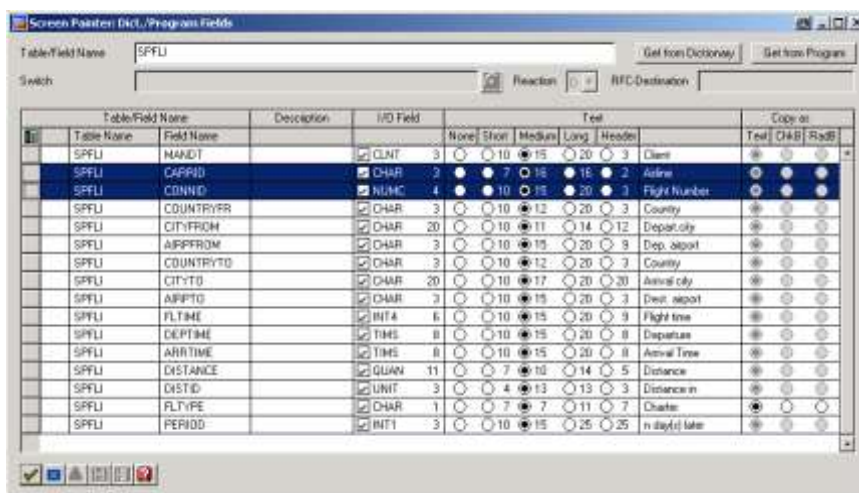 Screen Painter: Dict./Program Fields
Table/Field Name SPFLI Get from Dictionary Get from Program
Switch Reaction RFC-Destination
Table/Field Name Description I/O Field Text Copy as
Table Name Field Name None Short Medium Long Header Text ChkB RadB
SPFLI MANDT CLNT 3 10 15 20 3 Client
SPFLI CARRID CHAR 3 7 16 16 2 Airline
SPFLI CONNID NUMC 4 10 15 20 3 Flight Number
SPFLI COUNTRYFR CHAR 3 10 12 20 3 Country
SPFLI CITYFROM CHAR 20 10 11 14 12 Depart.city
SPFLI AIRPFROM CHAR 3 10 15 20 9 Dep. airport
SPFLI COUNTRYTO CHAR 3 10 12 20 3 Country
SPFLI CITYTO CHAR 20 10 17 20 20 Arrival city
SPFLI AIRPTO CHAR 3 10 15 20 3 Dest. airport
SPFLI FLTIME INT4 6 10 15 20 9 Flight time
SPFLI DEPTIME TIMS 8 10 15 20 8 Departure
SPFLI ARRTIME TIMS 8 10 15 20 8 Arrival Time
SPFLI DISTANCE QUAN 11 7 10 14 5 Distance
SPFLI DISTID UNIT 3 4 13 13 3 Distance in
SPFLI FLTYPE CHAR 1 7 7 11 7 Charter
SPFLI PERIOD INT1 3 10 15 25 25 n day(s) later